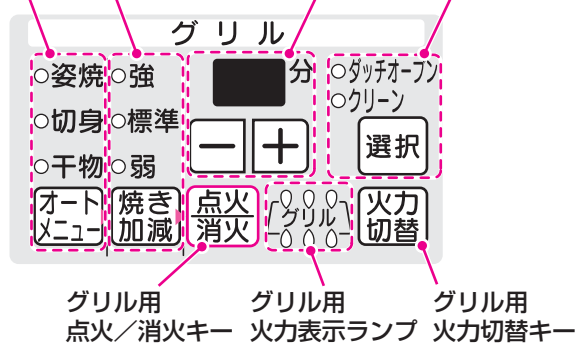 グリル
姿焼
切身
干物
オート
メニュー
強
標準
弱
焼き
加減
分
－ ＋
点火
消火
グリル
ダッチオーブン
クリーン
選択
火力
切替
グリル用
点火／消火キー
グリル用
火力表示ランプ
グリル用
火力切替キー